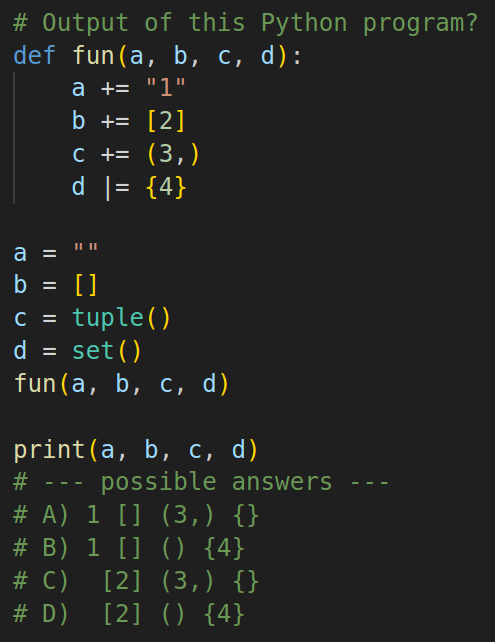 # Output of this Python program?
def fun(a, b, c, d):
    a += "1"
    b += [2]
    c += (3,)
    d |= {4}

a = ""
b = []
c = tuple()
d = set()
fun(a, b, c, d)

print(a, b, c, d)
# --- possible answers ---
# A) 1 [] (3,) {}
# B) 1 [] () {4}
# C)  [2] (3,) {}
# D)  [2] () {4}